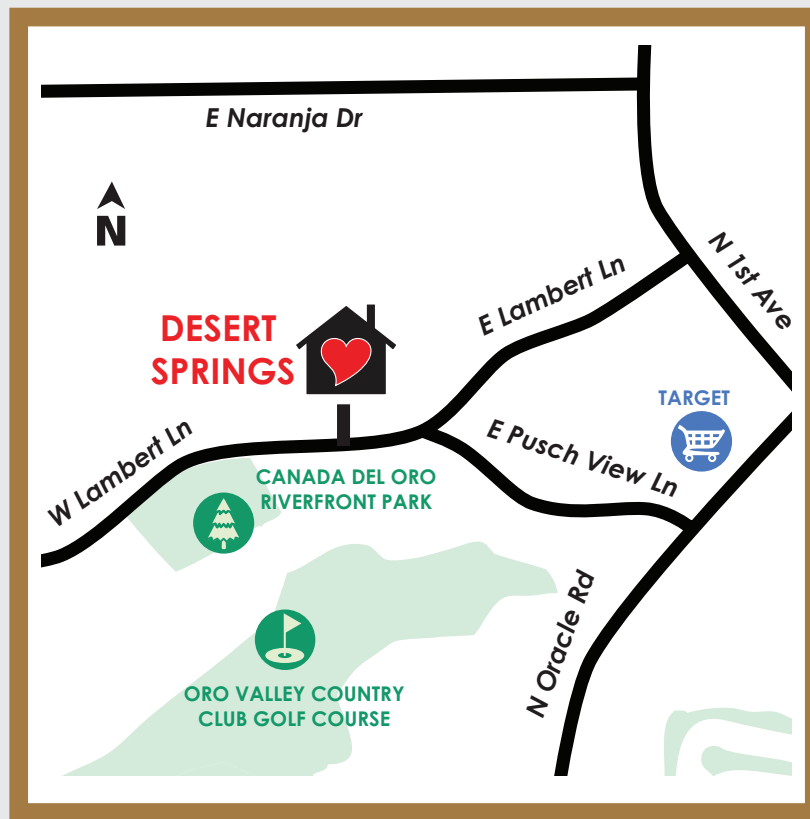 E Naranja Dr
N
N 1st Ave
E Lambert Ln
DESERT
SPRINGS
TARGET
E Pusch View Ln
W Lambert Ln
CANADA DEL ORO
RIVERFRONT PARK
N Oracle Rd
ORO VALLEY COUNTRY
CLUB GOLF COURSE